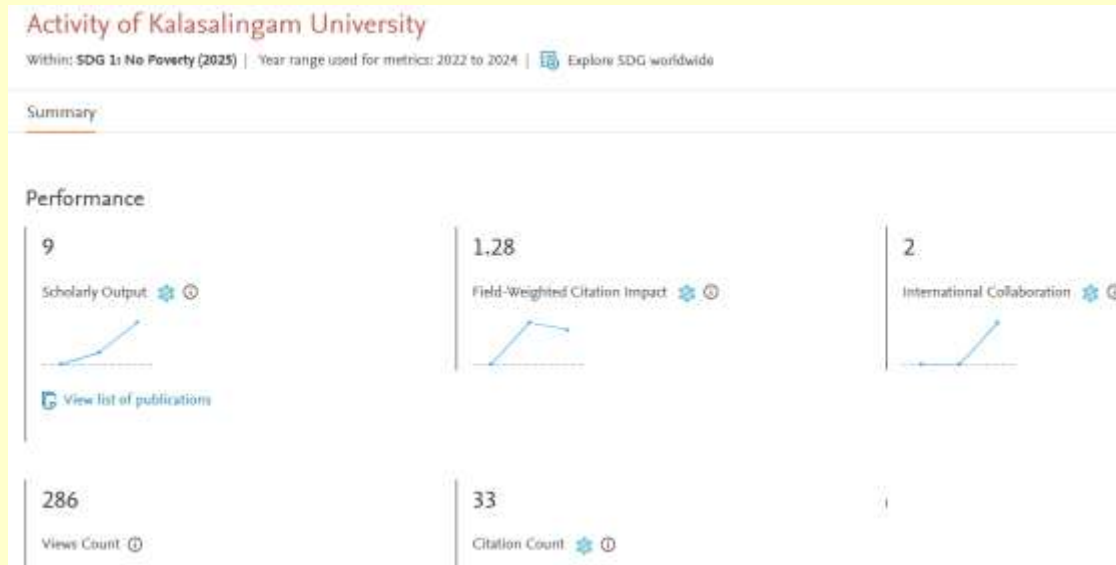 Activity of Kalasalingam University
Within: SDG 1: No Poverty (2025) | Year range used for metrics: 2022 to 2024 | Explore SDG worldwide
Summary
Performance
9
Scholarly Output
View list of publications
1.28
Field-Weighted Citation Impact
2
International Collaboration
286
Views Count
33
Citation Count